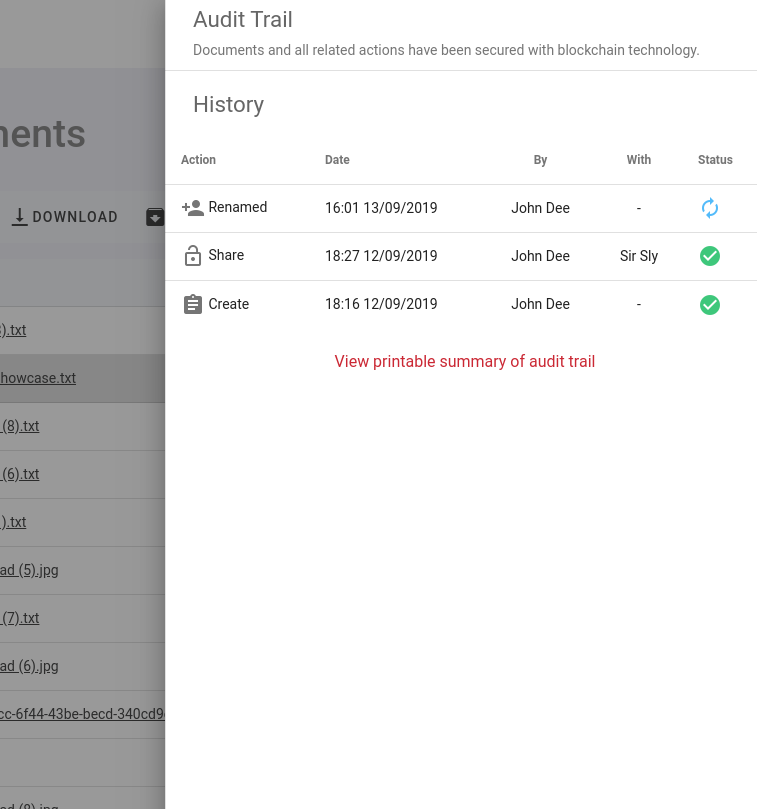 Audit Trail
Documents and all related actions have been secured with blockchain technology.
History
Action Date By With Status
Renamed 16:01 13/09/2019 John Dee -
Share 18:27 12/09/2019 John Dee Sir Sly
Create 18:16 12/09/2019 John Dee -
View printable summary of audit trail
ments
DOWNLOAD
).txt
howcase.txt
(8).txt
(6).txt
).txt
ad (5).jpg
(7).txt
ad (6).jpg
cc-6f44-43be-becd-340cd9
ad (8).jpg